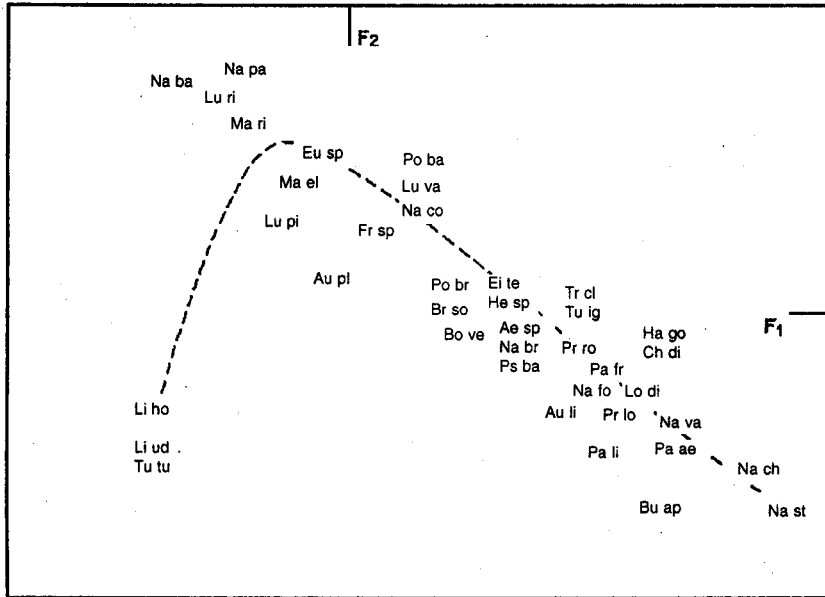 F2
Na pa
Na ba
Lu ri
Ma ri
Eu sp
Po ba
Ma el
Lu va
Na co
Lu pi
Fr sp
Au pl
Po br
Ei te
Tr cl
He sp
Br so
Tu ig
F1
Ae sp
Ha go
Bo ve
Na br
Pr ro
Ch di
Ps ba
Pa fr
Na fo
Lo di
Li ho
Au li
Pr lo
Na va
Li ud
Pa li
Pa ae
Tu tu
Na ch
Bu ap
Na st